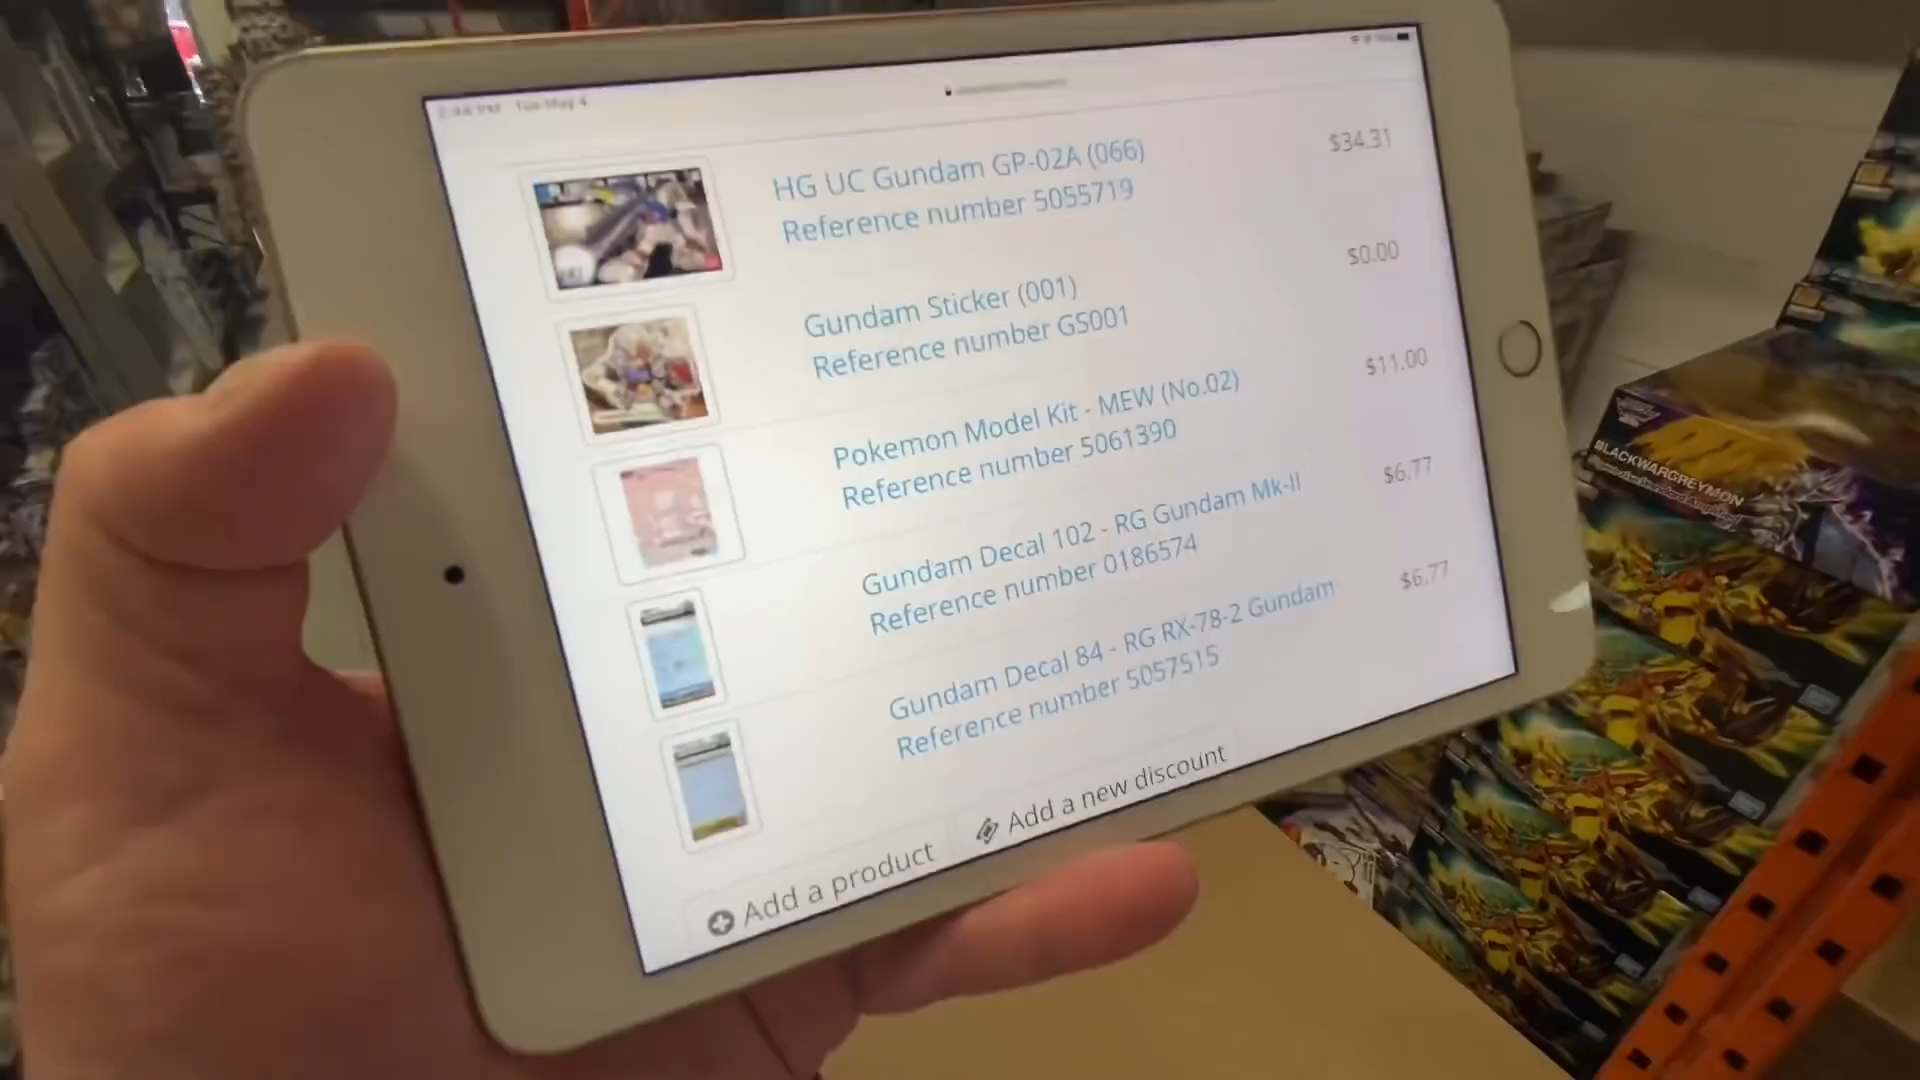 Tue May 4
HG UC Gundam GP-02A (066)
Reference number 5055719
$34.31
Gundam Sticker (001)
Reference number GS001
$0.00
Pokemon Model Kit - MEW (No.02)
Reference number 5061390
$11.00
Gundam Decal 102 - RG Gundam Mk-II
Reference number 0186574
$6.77
Gundam Decal 84 - RG RX-78-2 Gundam
Reference number 5057515
$6.77
Add a product
Add a new discount
BLACKWARGREYMON